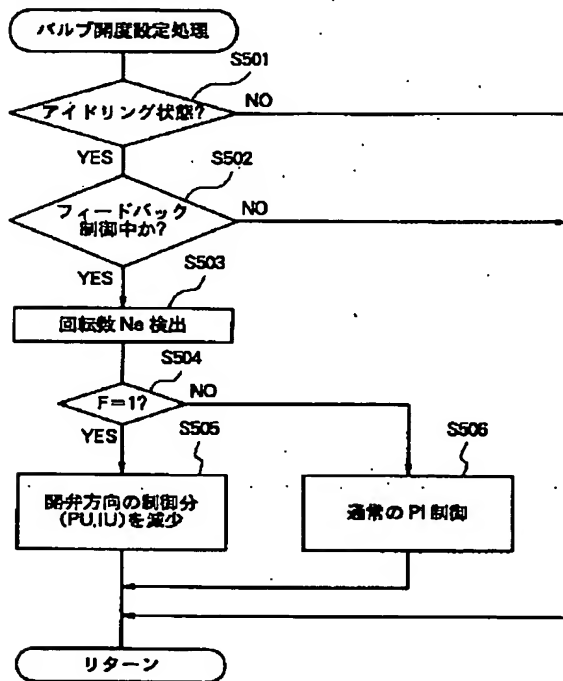 バルブ開度設定処理
S501
アイドリング状態?
NO
YES
S502
フィードバック
制御中か?
NO
YES
S503
回転数 Ne 検出
S504
F=1?
NO
YES
S505
開弁方向の制御分
(PU,IU)を減少
S506
通常の PI 制御
リターン